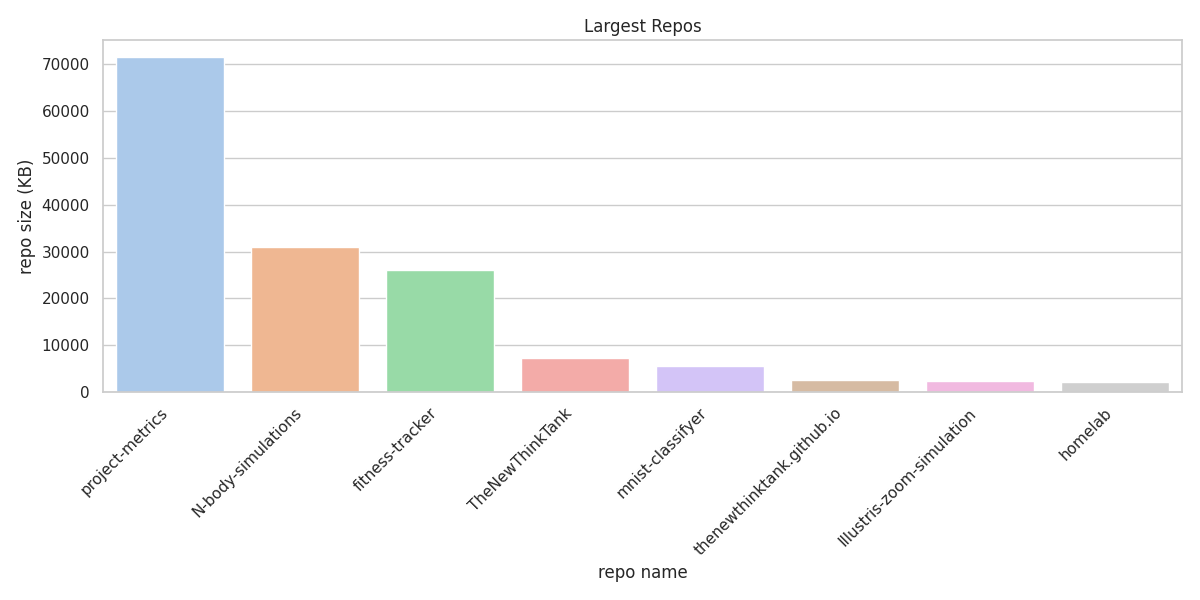 Largest Repos
repo size (KB)
70000
60000
50000
40000
30000
20000
10000
0
project-metrics
N-body-simulations
fitness-tracker
TheNewThinkTank
mnist-classifyer
thenewthinktank.github.io
Illustris-zoom-simulation
homelab
repo name